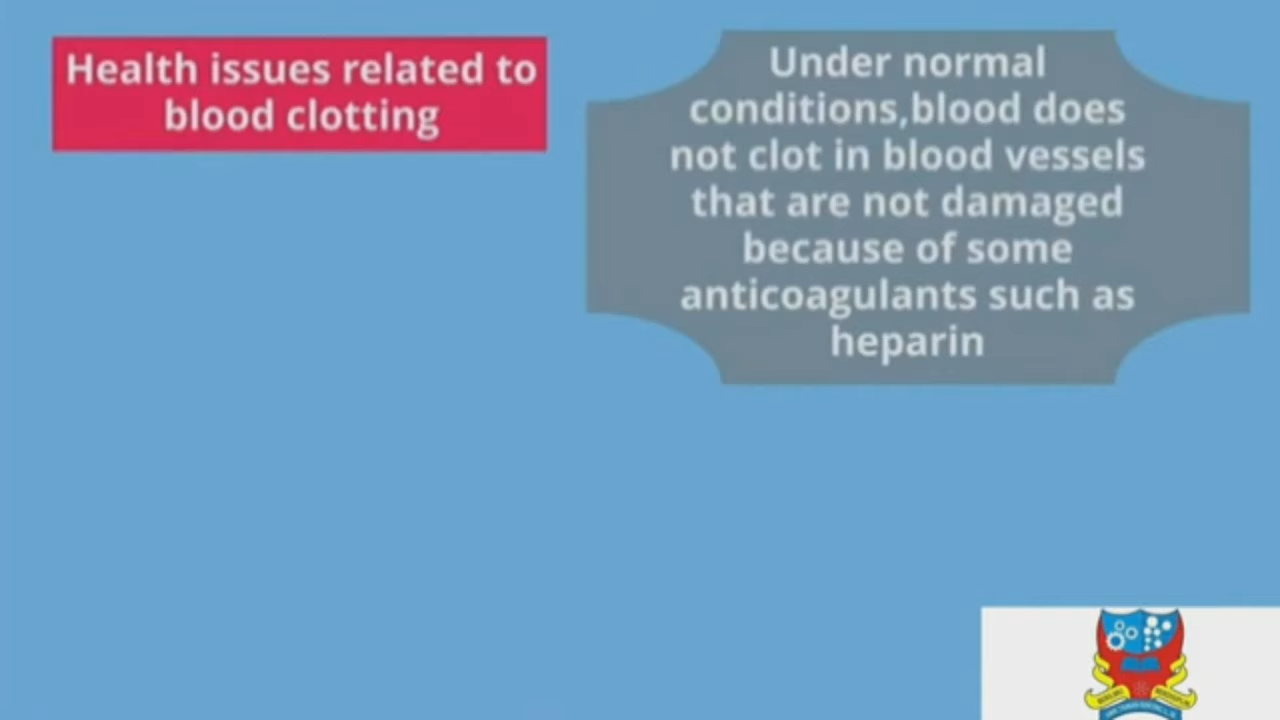 Health issues related to
blood clotting
Under normal
conditions,blood does
not clot in blood vessels
that are not damaged
because of some
anticoagulants such as
heparin